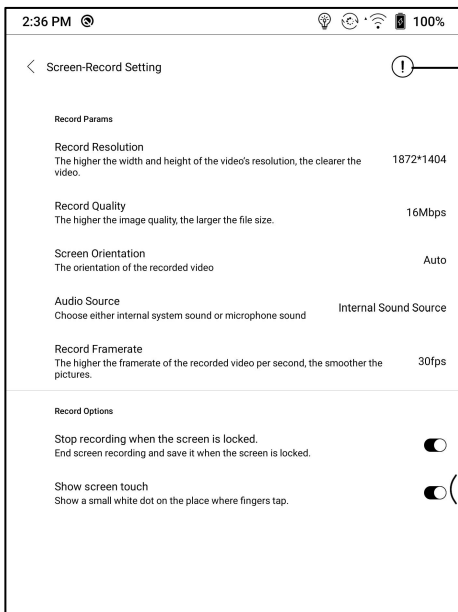 2:36 PM 100%
Screen-Record Setting
!
Record Params
Record Resolution
The higher the width and height of the video's resolution, the clearer the
video.
1872*1404
Record Quality
The higher the image quality, the larger the file size.
16Mbps
Screen Orientation
The orientation of the recorded video
Auto
Audio Source
Choose either internal system sound or microphone sound
Internal Sound Source
Record Framerate
The higher the framerate of the recorded video per second, the smoother the
pictures.
30fps
Record Options
Stop recording when the screen is locked.
End screen recording and save it when the screen is locked.
Show screen touch
Show a small white dot on the place where fingers tap.